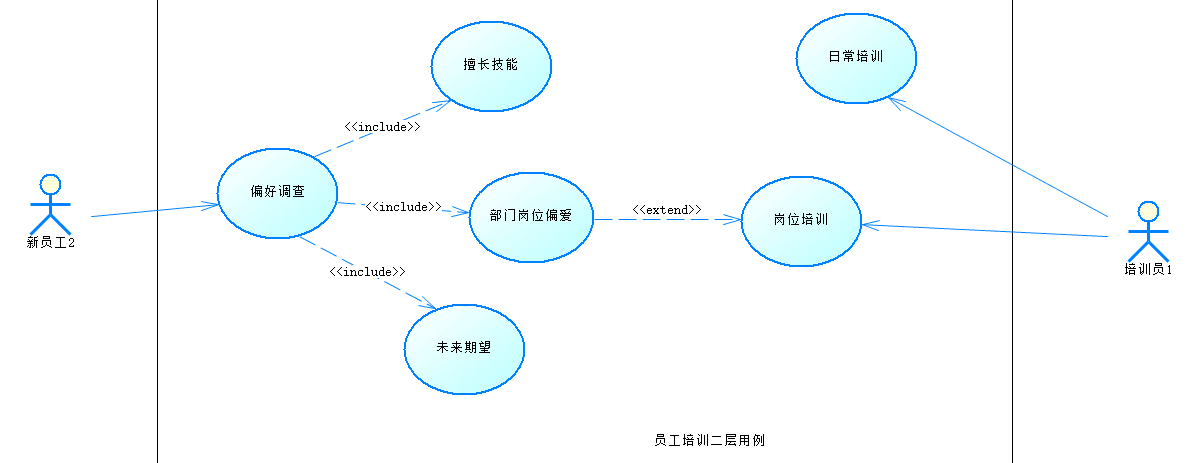 擅长技能
日常培训
<<include>>
偏好调查
<<include>>
部门岗位偏爱
<<extend>>
岗位培训
新员工2
培训员1
<<include>>
未来期望
员工培训二层用例